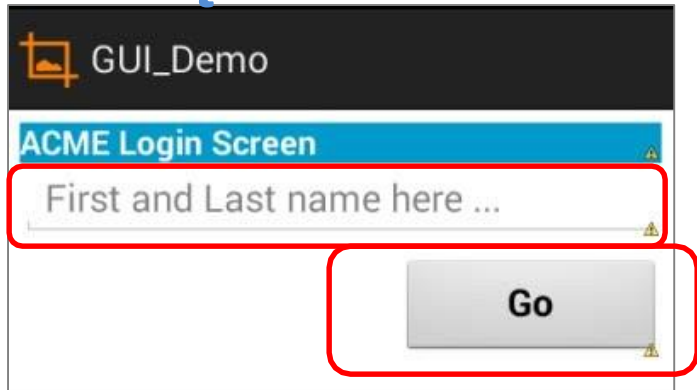 GUI_Demo
ACME Login Screen
First and Last name here ...
Go